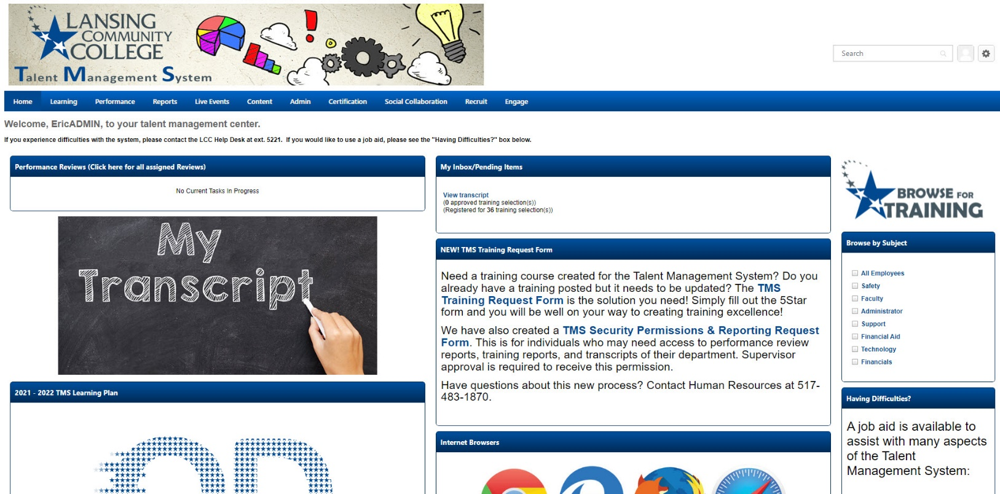 LANSING
COMMUNITY
COLLEGE
Talent Management System
Search
Home Learning Performance Reports Live Events Content Admin Certification Social Collaboration Recruit Engage
Welcome, EricADMIN, to your talent management center.
If you experience difficulties with the system, please contact the LCC Help Desk at ext. 5221. If you would like to use a job aid, please see the "Having Difficulties?" box below.
Performance Reviews (Click here for all assigned Reviews)
No Current Tasks In Progress
My
Transcript
2021 - 2022 TMS Learning Plan
My Inbox/Pending Items
View transcript
(0 approved training selection(s))
(Registered for 36 training selection(s))
NEW! TMS Training Request Form
Need a training course created for the Talent Management System? Do you
already have a training posted but it needs to be updated? The TMS
Training Request Form is the solution you need! Simply fill out the 5Star
form and you will be well on your way to creating training excellence!
We have also created a TMS Security Permissions & Reporting Request
Form. This is for individuals who may need access to performance review
reports, training reports, and transcripts of their department. Supervisor
approval is required to receive this permission.
Have questions about this new process? Contact Human Resources at 517-
483-1870.
Internet Browsers
BROWSE FOR
TRAINING
Browse by Subject
All Employees
Safety
Faculty
Administrator
Support
Financial Aid
Technology
Financials
Having Difficulties?
A job aid is available to
assist with many aspects
of the Talent
Management System: